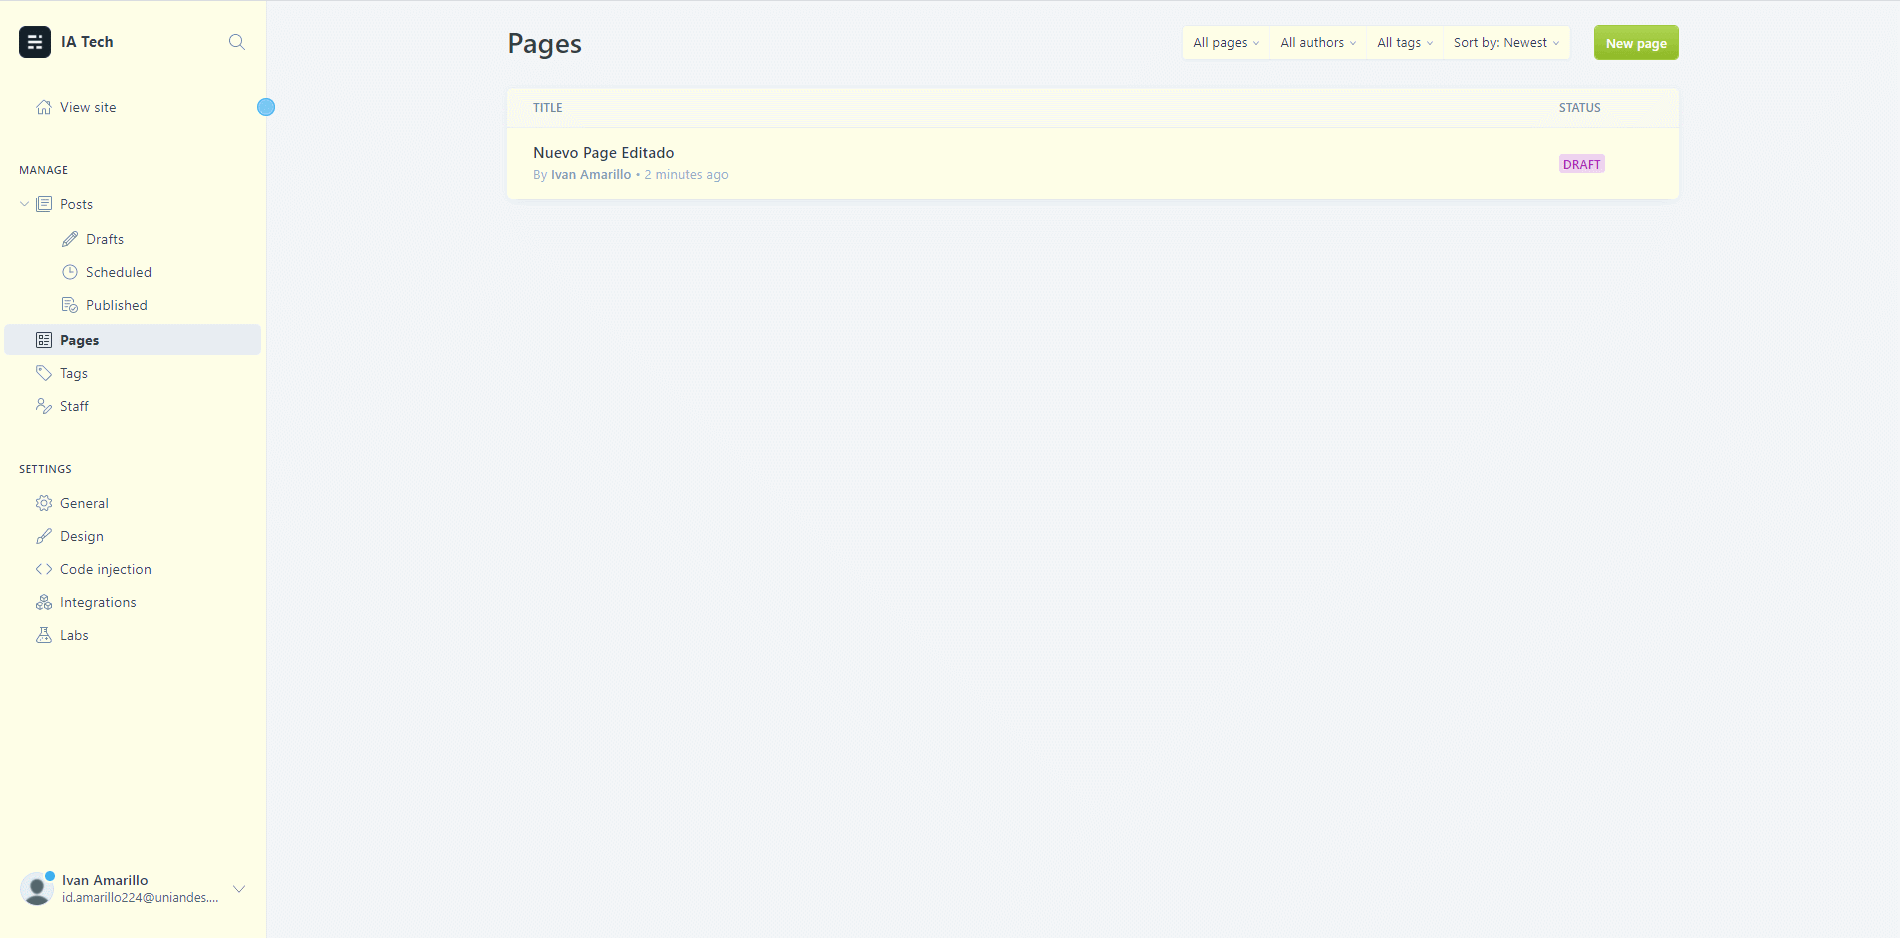 IA Tech
View site
MANAGE
Posts
Drafts
Scheduled
Published
Pages
Tags
Staff
SETTINGS
General
Design
Code injection
Integrations
Labs
Ivan Amarillo
id.amarillo224@uniandes....
Pages
All pages All authors All tags Sort by: Newest New page
TITLE STATUS
Nuevo Page Editado
By Ivan Amarillo • 2 minutes ago
DRAFT